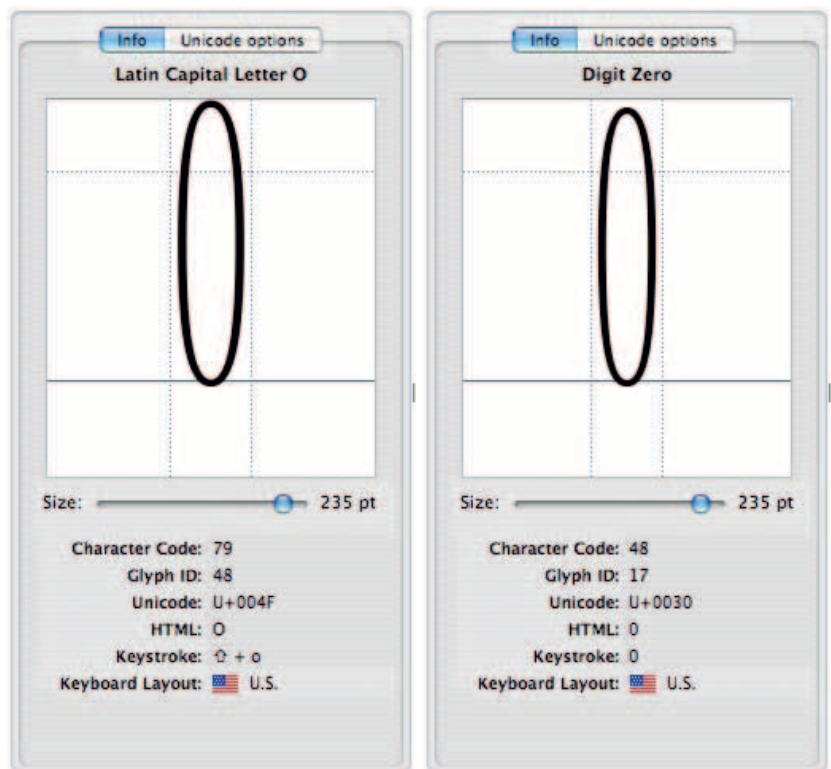 Info Unicode options
Latin Capital Letter O
O
Size: 235 pt
Character Code: 79
Glyph ID: 48
Unicode: U+004F
HTML: O
Keystroke: ⇧ + o
Keyboard Layout: U.S.
Info Unicode options
Digit Zero
0
Size: 235 pt
Character Code: 48
Glyph ID: 17
Unicode: U+0030
HTML: 0
Keystroke: 0
Keyboard Layout: U.S.